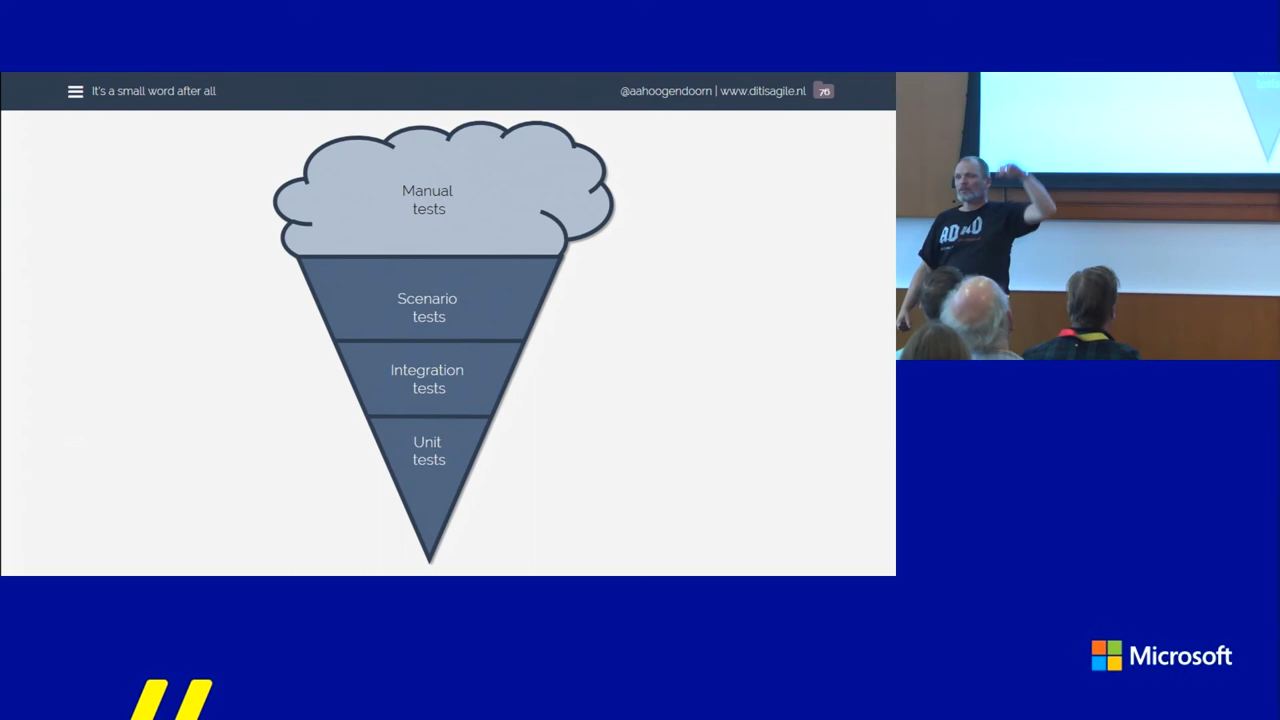 It's a small word after all
@aahoogendoorn | www.ditisagile.nl
76
Manual
tests
Scenario
tests
Integration
tests
Unit
tests
Microsoft